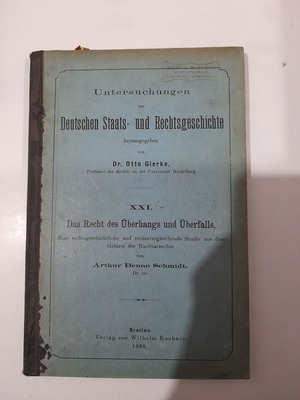 Untersuchungen
zur
Deutschen Staats- und Rechtsgeschichte
herausgegeben
von
Dr. Otto Gierke,
Professor der Rechte an der Universität Heidelberg
XXI.
Das Recht des Überhangs und Überfalls.
Eine rechtsgeschichtliche und rechtsvergleichende Studie aus dem
Gebiete der Nachbarrechts
von
Arthur Benno Schmidt,
Dr. iur.
Breslau.
Verlag von Wilhelm Koebner.
1886.